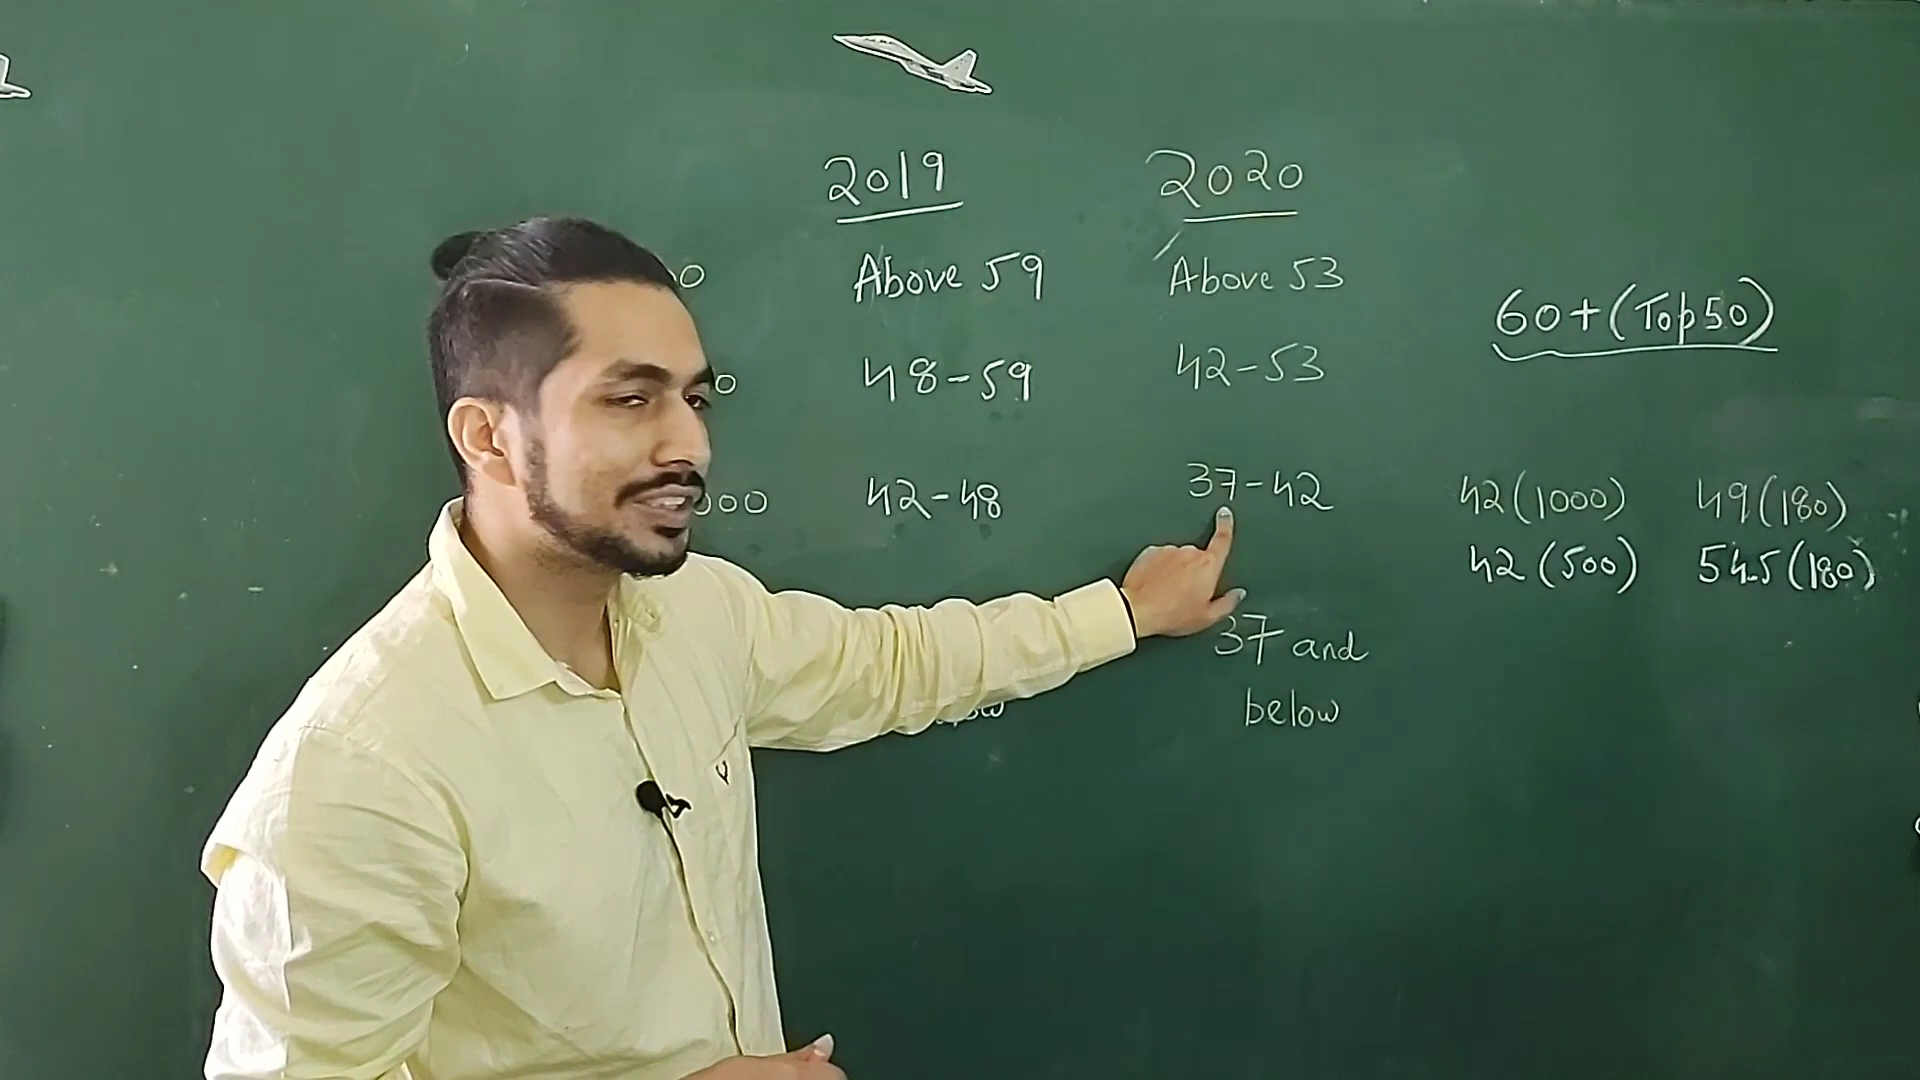 2019 2020
Above 59 Above 53
60+ (Top 50)
48-59 42-53
000 42-48 37-42 42 (1000) 49 (180)
42 (500) 54.5 (180)
37 and
below